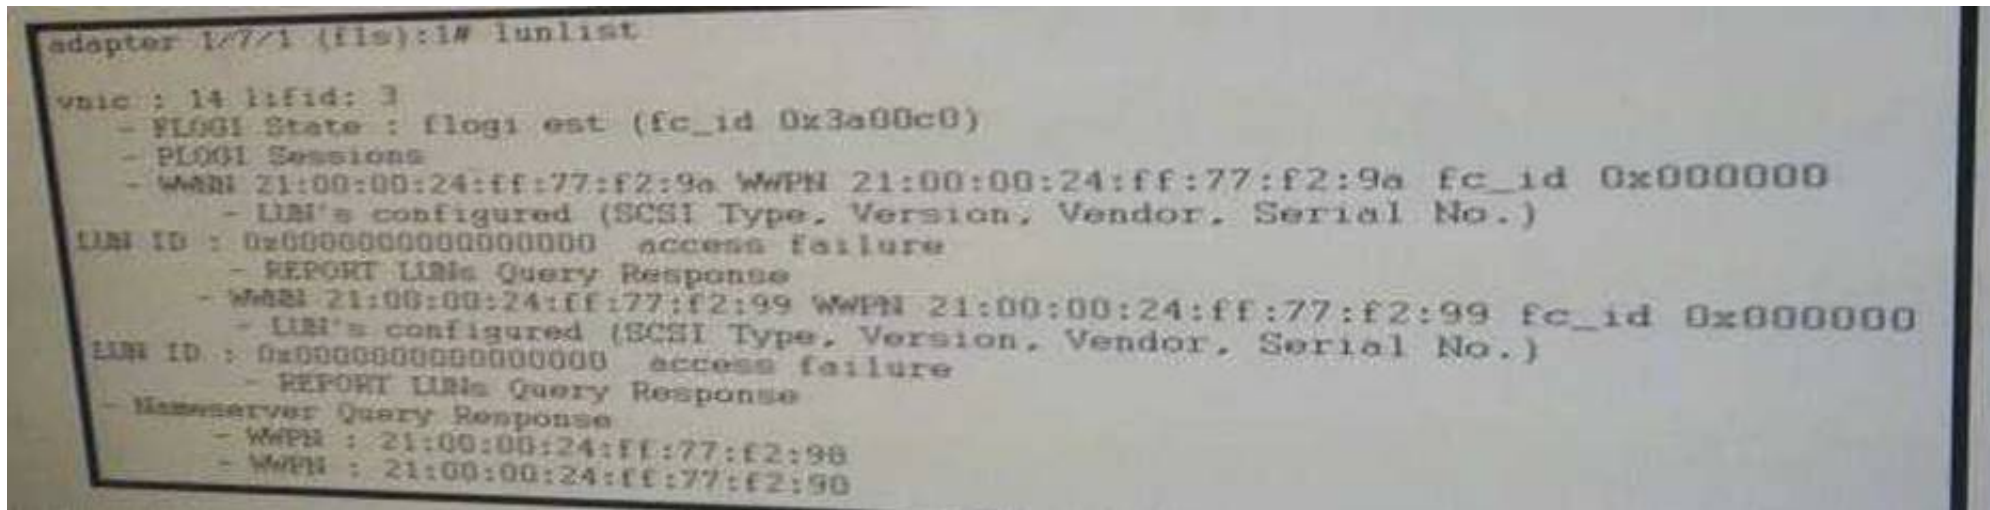 adapter 1/7/1 (fls):1# lunlist
vnic : 14 lifid: 3
- FLOGI State : flogi est (fc_id 0x3a00c0)
- PLOGI Sessions
- WWNN 21:00:00:24:ff:77:f2:9a WWPN 21:00:00:24:ff:77:f2:9a fc_id 0x000000
- LUN's configured (SCSI Type, Version, Vendor, Serial No.)
LUN ID : 0x0000000000000000 access failure
- REPORT LUNs Query Response
- WWNN 21:00:00:24:ff:77:f2:99 WWPN 21:00:00:24:ff:77:f2:99 fc_id 0x000000
- LUN's configured (SCSI Type, Version, Vendor, Serial No.)
LUN ID : 0x0000000000000000 access failure
- REPORT LUNs Query Response
- Nameserver Query Response
- WWPN : 21:00:00:24:ff:77:f2:98
- WWPN : 21:00:00:24:ff:77:f2:90